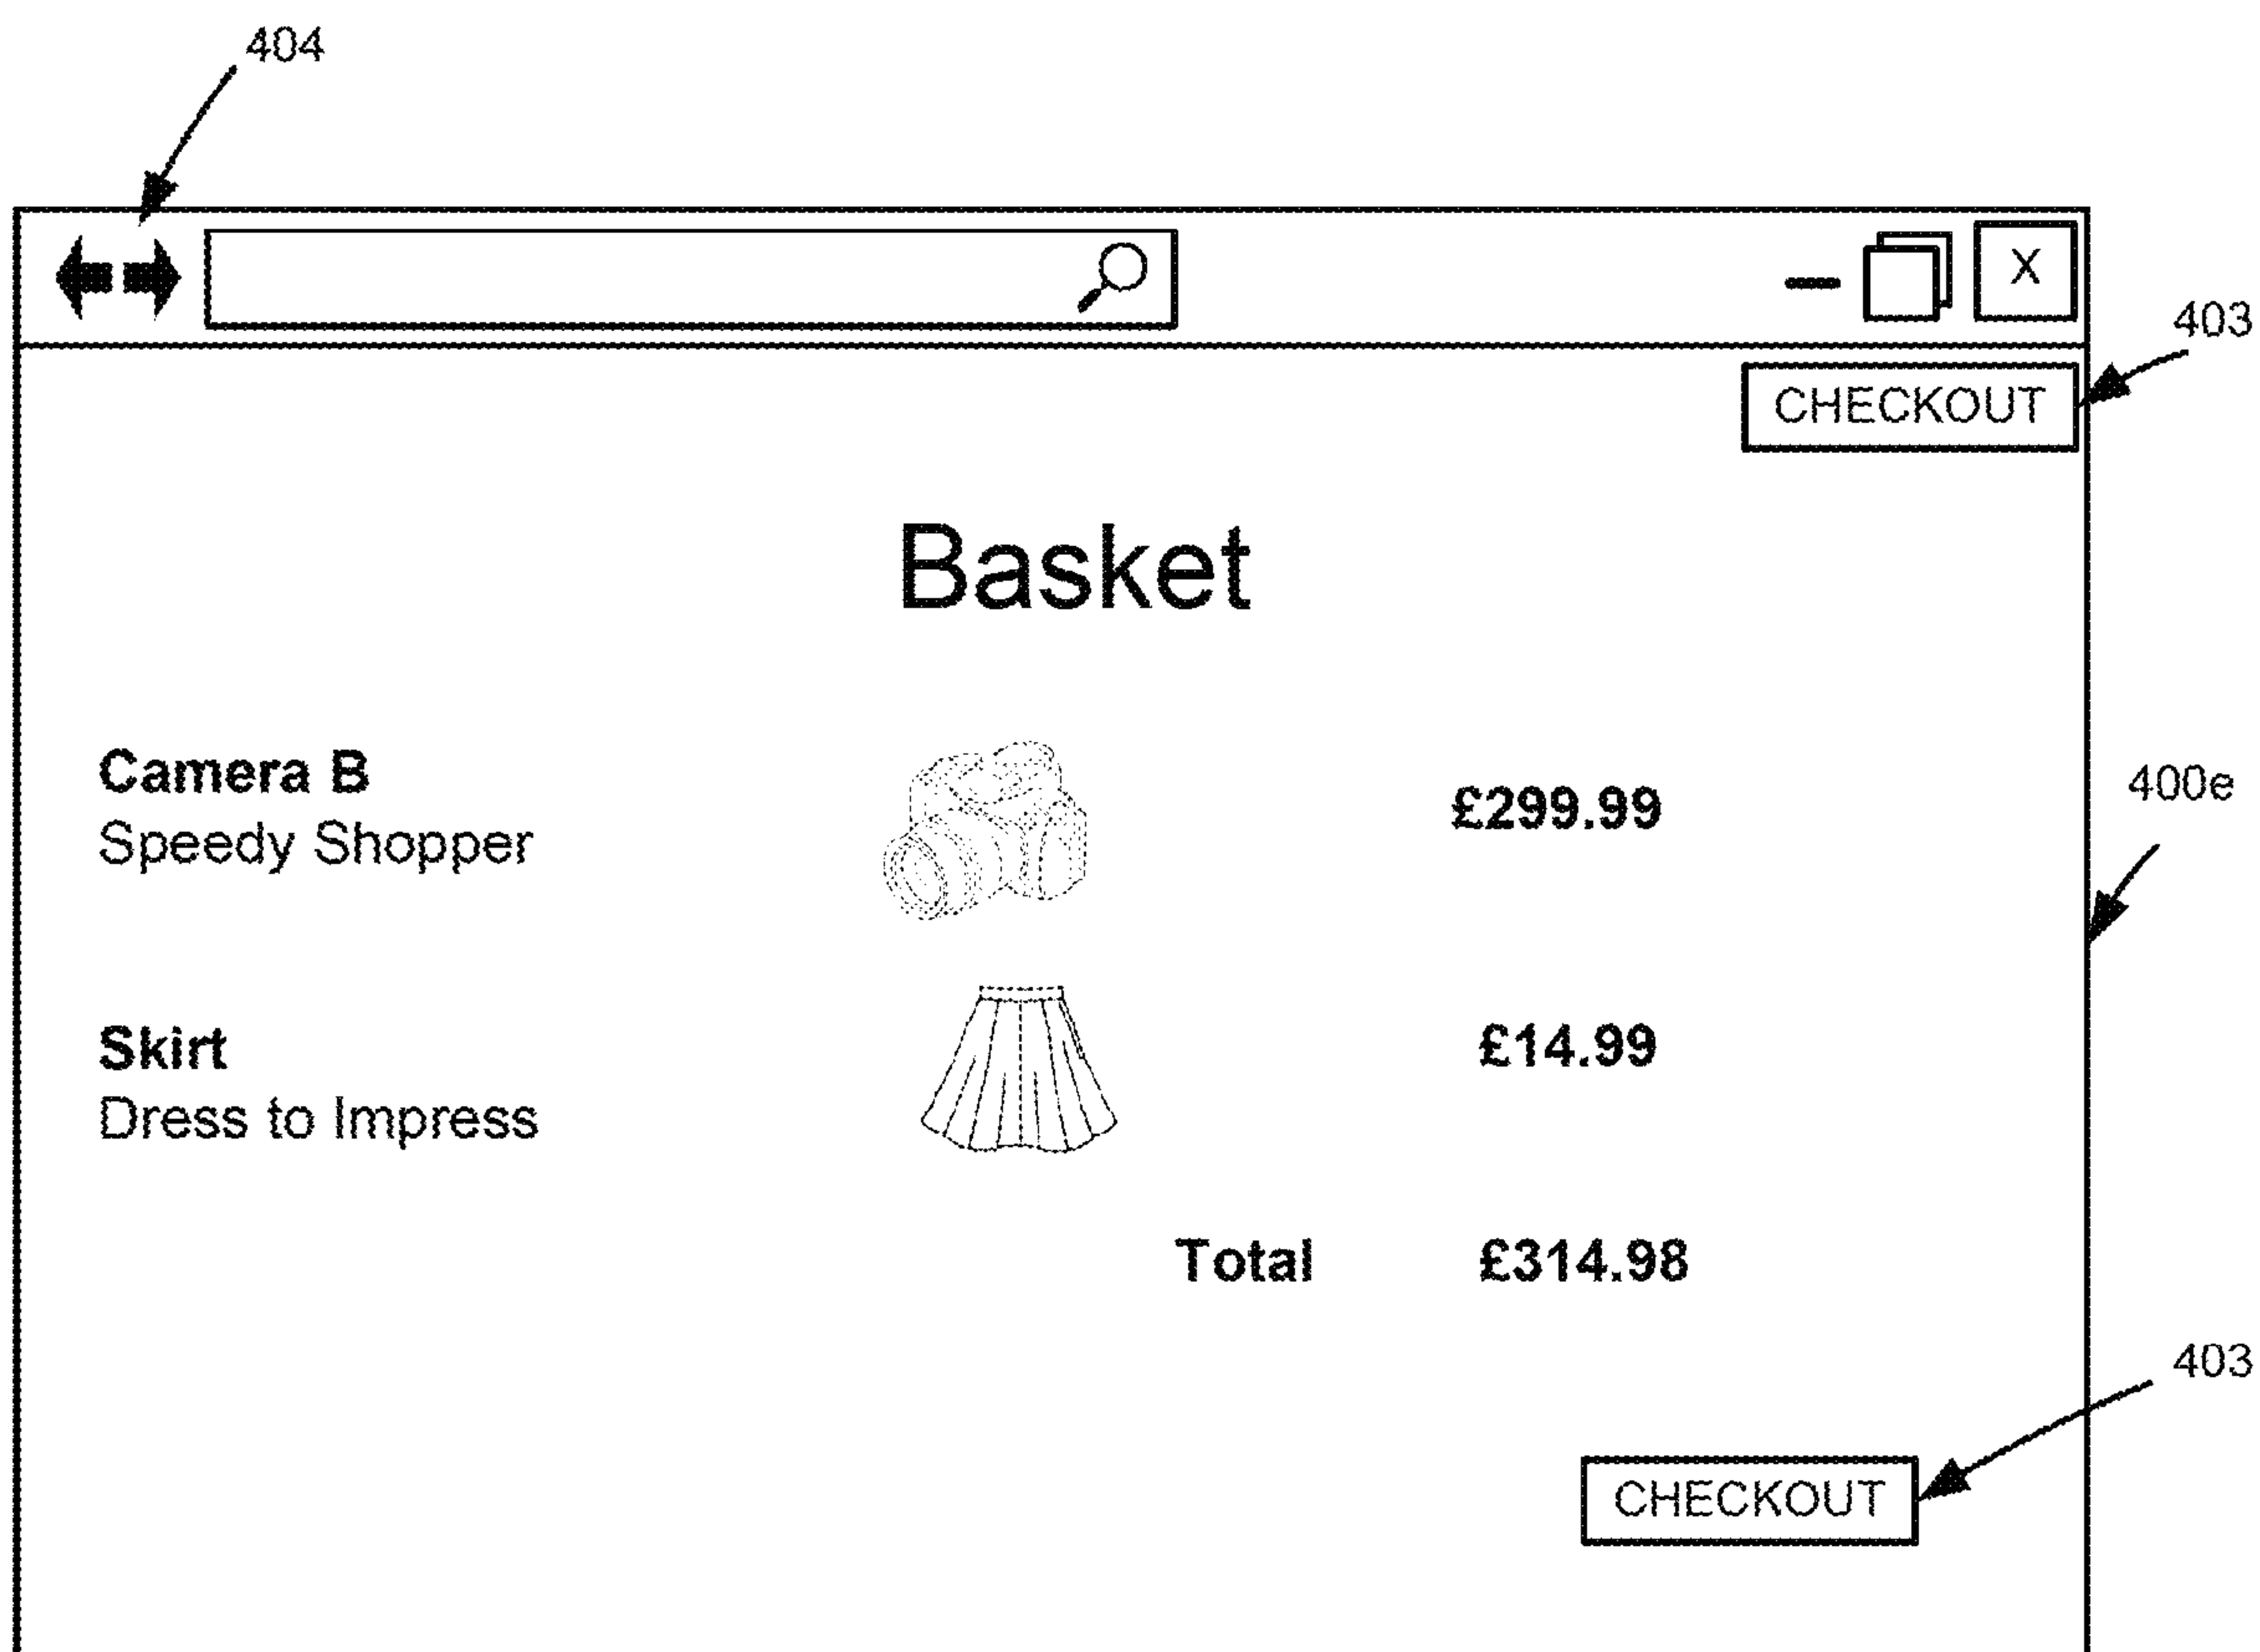 404
X
403
CHECKOUT
Basket
Camera B
Speedy Shopper
£299.99
400e
Skirt
Dress to Impress
£14.99
Total £314.98
403
CHECKOUT